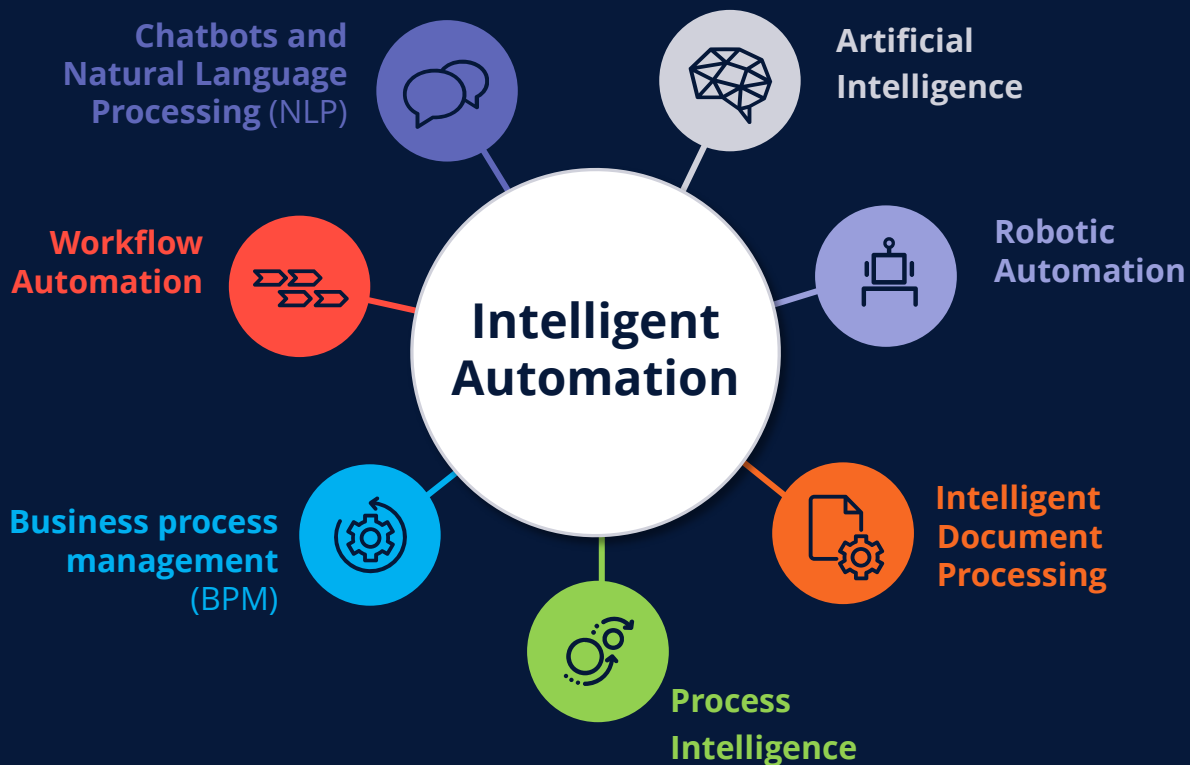 Chatbots and
Natural Language
Processing (NLP)
Artificial
Intelligence
Workflow
Automation
Robotic
Automation
Intelligent
Automation
Business process
management
(BPM)
Intelligent
Document
Processing
Process
Intelligence